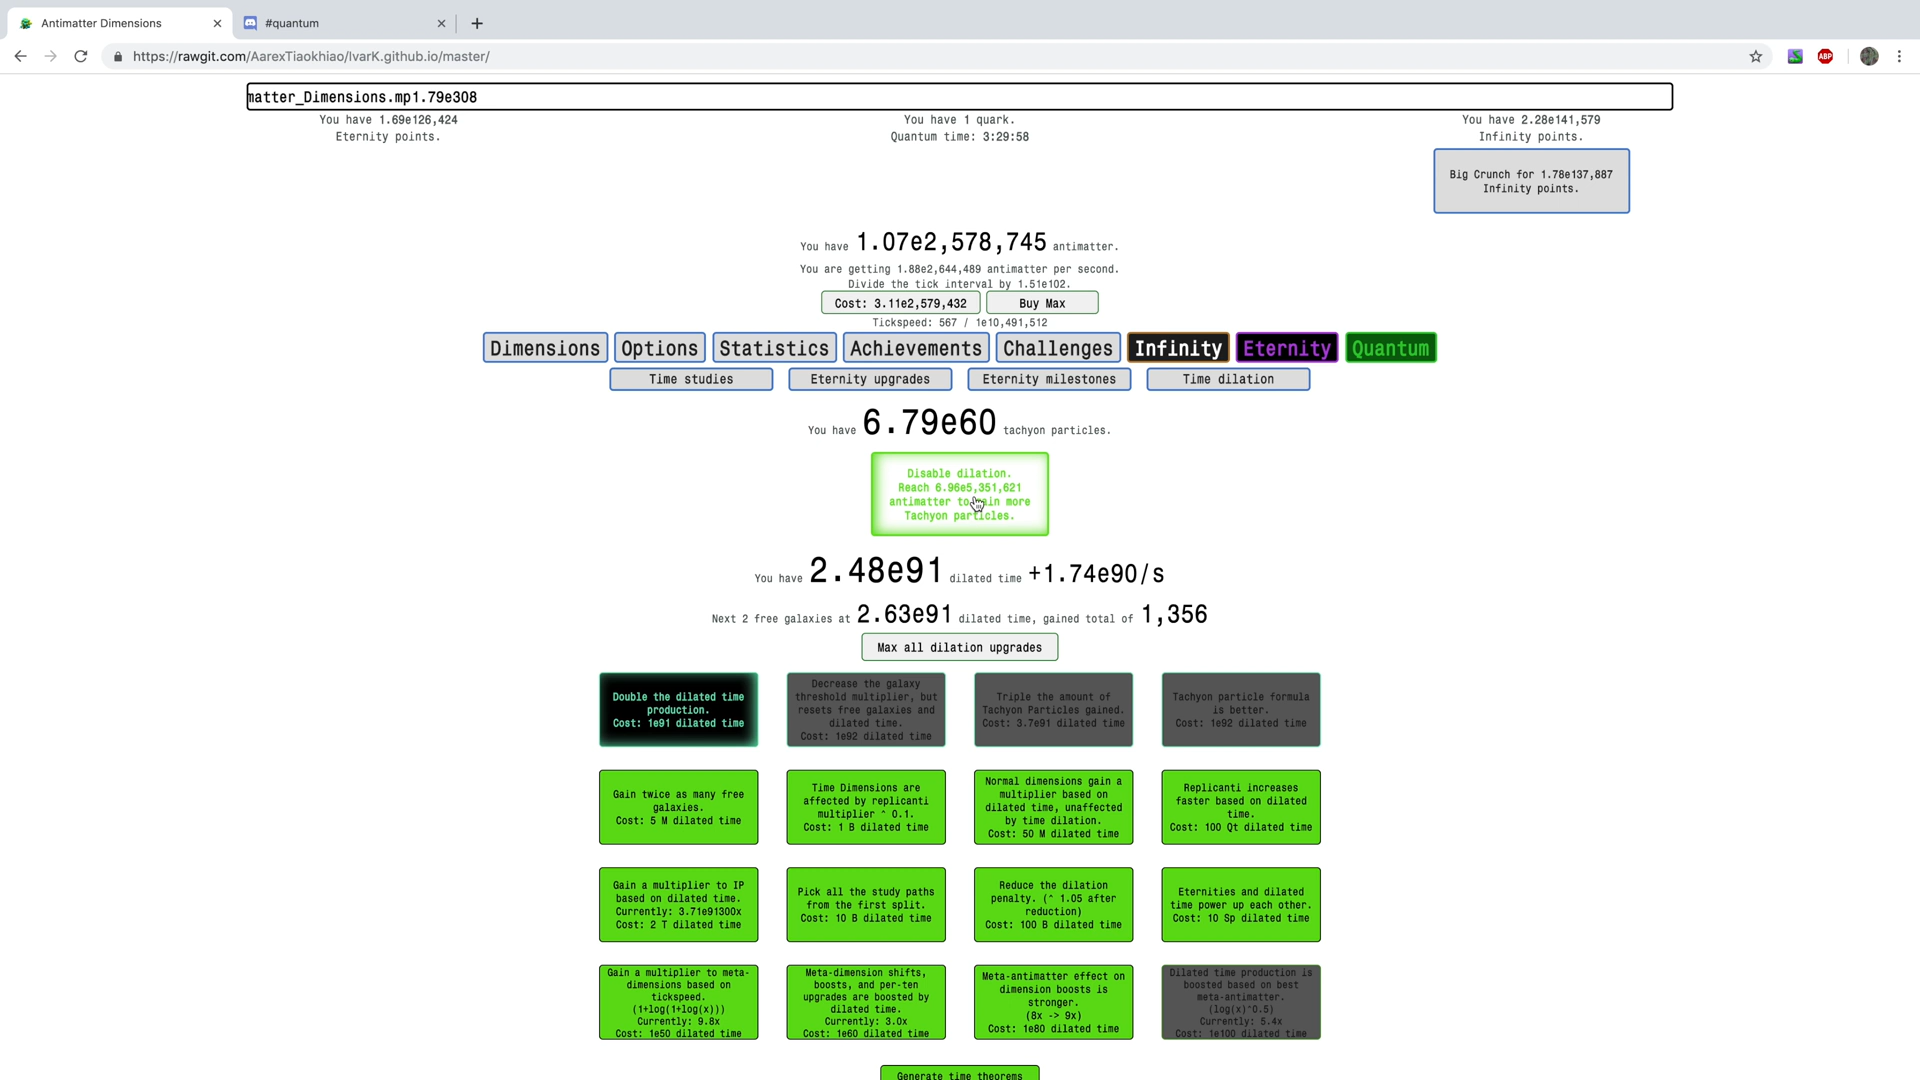 Antimatter Dimensions
#quantum
https://rawgit.com/AarexTiaokhiao/IvarK.github.io/master/
ABP
matter_Dimensions.mp1.79e308
You have 1.69e126,424
Eternity points.
You have 1 quark.
Quantum time: 3:29:58
You have 2.28e141,579
Infinity points.
Big Crunch for 1.78e137,887
Infinity points.
You have 1.07e2,578,745 antimatter.
You are getting 1.88e2,644,489 antimatter per second.
Divide the tick interval by 1.51e102.
Cost: 3.11e2,579,432
Buy Max
Tickspeed: 567 / 1e10,491,512
Dimensions
Options
Statistics
Achievements
Challenges
Infinity
Eternity
Quantum
Time studies
Eternity upgrades
Eternity milestones
Time dilation
You have 6.79e60 tachyon particles.
Disable dilation.
Reach 6.96e5,351,621
antimatter to more
Tachyon particles.
You have 2.48e91 dilated time +1.74e90/s
Next 2 free galaxies at 2.63e91 dilated time, gained total of 1,356
Max all dilation upgrades
Double the dilated time
production.
Cost: 1e91 dilated time
Decrease the galaxy
threshold multiplier, but
resets free galaxies and
dilated time.
Cost: 1e92 dilated time
Triple the amount of
Tachyon Particles gained.
Cost: 3.7e91 dilated time
Tachyon particle formula
is better.
Cost: 1e92 dilated time
Gain twice as many free
galaxies.
Cost: 5 M dilated time
Time Dimensions are
affected by replicanti
multiplier ^ 0.1.
Cost: 1 B dilated time
Normal dimensions gain a
multiplier based on
dilated time, unaffected
by time dilation.
Cost: 50 M dilated time
Replicanti increases
faster based on dilated
time.
Cost: 100 Qt dilated time
Gain a multiplier to IP
based on dilated time.
Currently: 3.71e91300x
Cost: 2 T dilated time
Pick all the study paths
from the first split.
Cost: 10 B dilated time
Reduce the dilation
penalty. (^ 1.05 after
reduction)
Cost: 100 B dilated time
Eternities and dilated
time power up each other.
Cost: 10 Sp dilated time
Gain a multiplier to meta-
dimensions based on
tickspeed.
(1+log(1+log(x)))
Currently: 9.8x
Cost: 1e50 dilated time
Meta-dimension shifts,
boosts, and per-ten
upgrades are boosted by
dilated time.
Currently: 3.0x
Cost: 1e60 dilated time
Meta-antimatter effect on
dimension boosts is
stronger.
(8x -> 9x)
Cost: 1e80 dilated time
Dilated time production is
boosted based on best
meta-antimatter.
(log(x)^0.5)
Currently: 5.4x
Cost: 1e100 dilated time
Generate time theorems